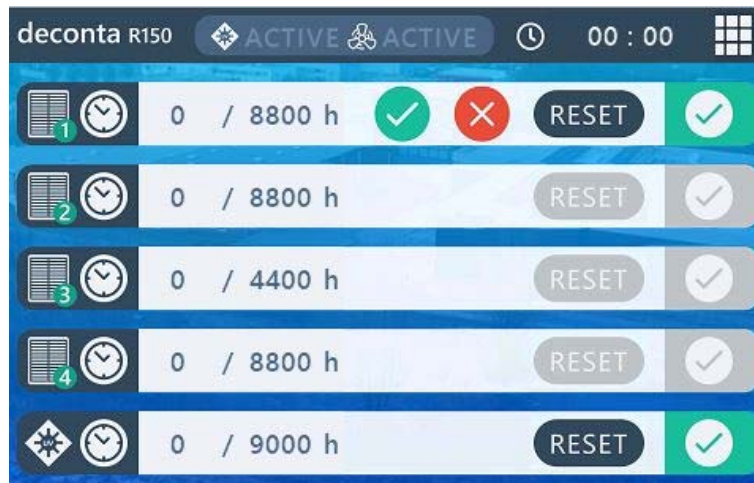 deconta R150 ACTIVE ACTIVE 00 : 00
1 0 / 8800 h RESET
2 0 / 8800 h RESET
3 0 / 4400 h RESET
4 0 / 8800 h RESET
UV 0 / 9000 h RESET